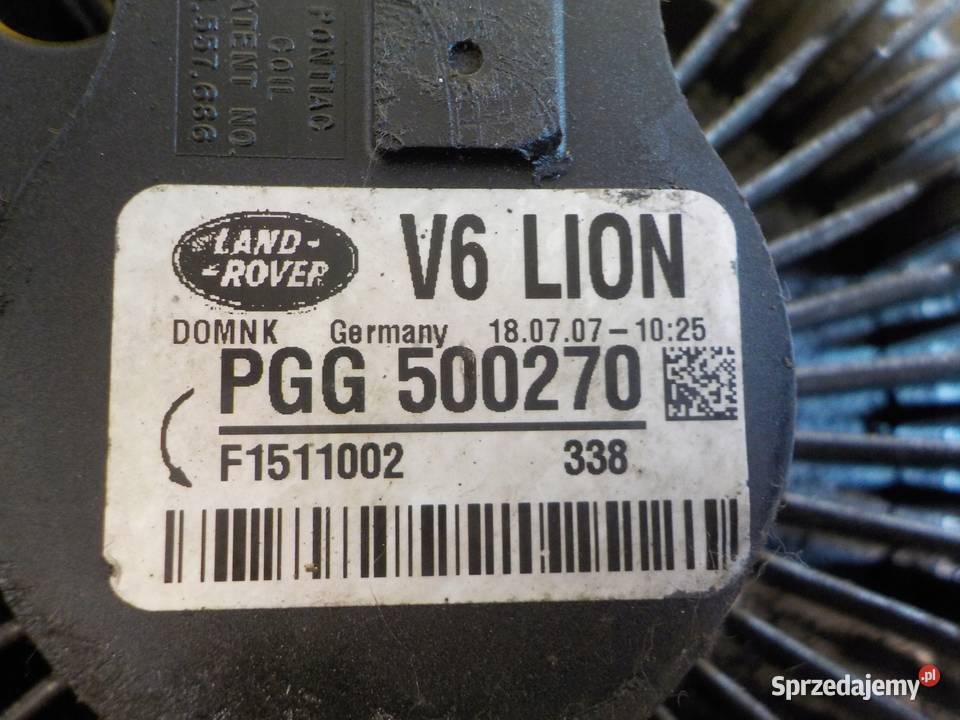 PONTIAC
COIL
PATENT NO.
.557.686
LAND-
-ROVER
V6 LION
DOMNK Germany 18.07.07-10:25
PGG 500270
F1511002 338
Sprzedajemy.pl